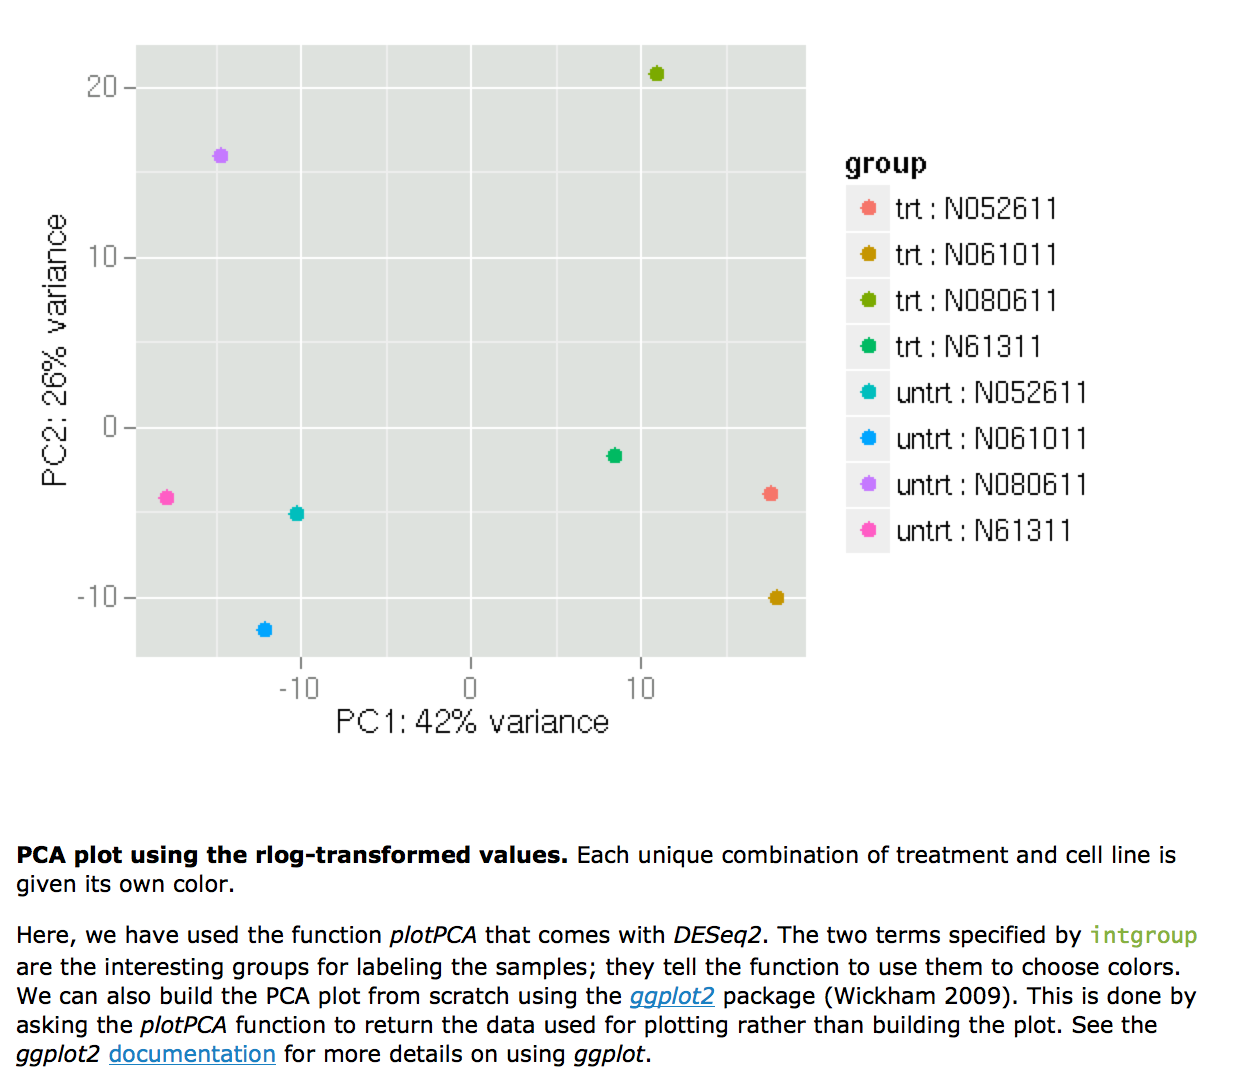 20
10
0
-10
PC2: 26% variance
-10 0 10
PC1: 42% variance
group
trt : N052611
trt : N061011
trt : N080611
trt : N61311
untrt : N052611
untrt : N061011
untrt : N080611
untrt : N61311
PCA plot using the rlog-transformed values. Each unique combination of treatment and cell line is
given its own color.
Here, we have used the function plotPCA that comes with DESeq2. The two terms specified by intgroup
are the interesting groups for labeling the samples; they tell the function to use them to choose colors.
We can also build the PCA plot from scratch using the ggplot2 package (Wickham 2009). This is done by
asking the plotPCA function to return the data used for plotting rather than building the plot. See the
ggplot2 documentation for more details on using ggplot.